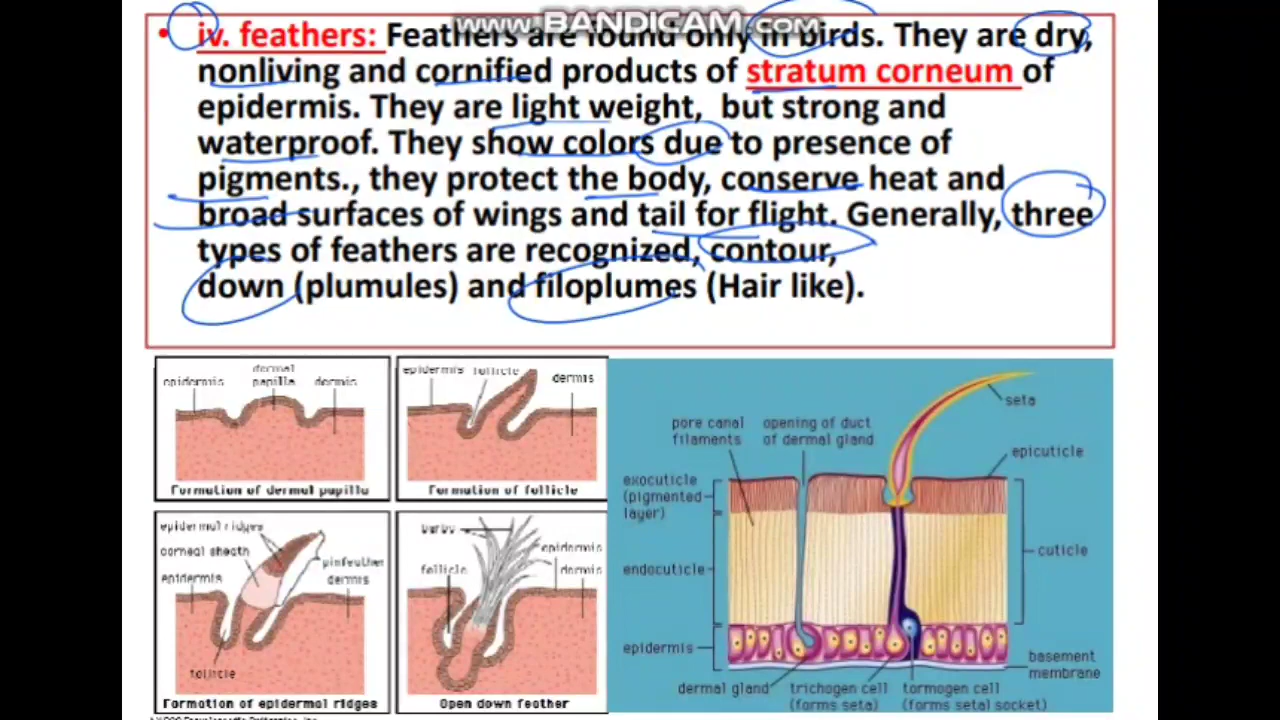 www.BANDICAM.com
• iv. feathers: Feathers are found only in birds. They are dry,
nonliving and cornified products of stratum corneum of
epidermis. They are light weight, but strong and
waterproof. They show colors due to presence of
pigments., they protect the body, conserve heat and
broad surfaces of wings and tail for flight. Generally, three
types of feathers are recognized, contour,
down (plumules) and filoplumes (Hair like).
dermal
epidermis papilla dermis
Formation of dermal papilla
epidermis follicle dermis
Formation of follicle
epidermal ridges
corneal sheath
pinfeather
epidermis dermis
follicle
Formation of epidermal ridges
barbs
epidermis
follicle dermis
Open down feather
seta
pore canal filaments
opening of duct of dermal gland
epicuticle
exocuticle
(pigmented
layer)
cuticle
endocuticle
epidermis
basement
membrane
dermal gland
trichogen cell
(forms seta)
tormogen cell
(forms setal socket)